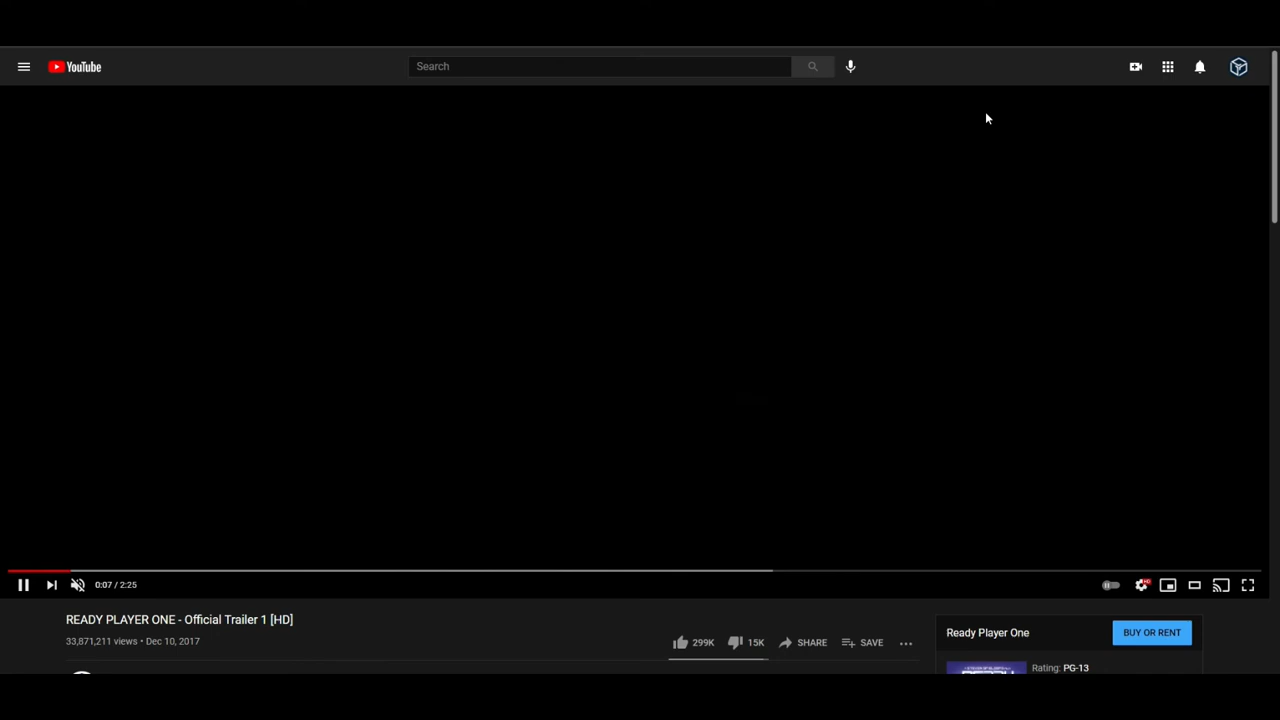 YouTube
Search
0:07 / 2:25
HD
READY PLAYER ONE - Official Trailer 1 [HD]
33,871,211 views • Dec 10, 2017
299K 15K SHARE SAVE
Ready Player One
BUY OR RENT
Rating: PG-13